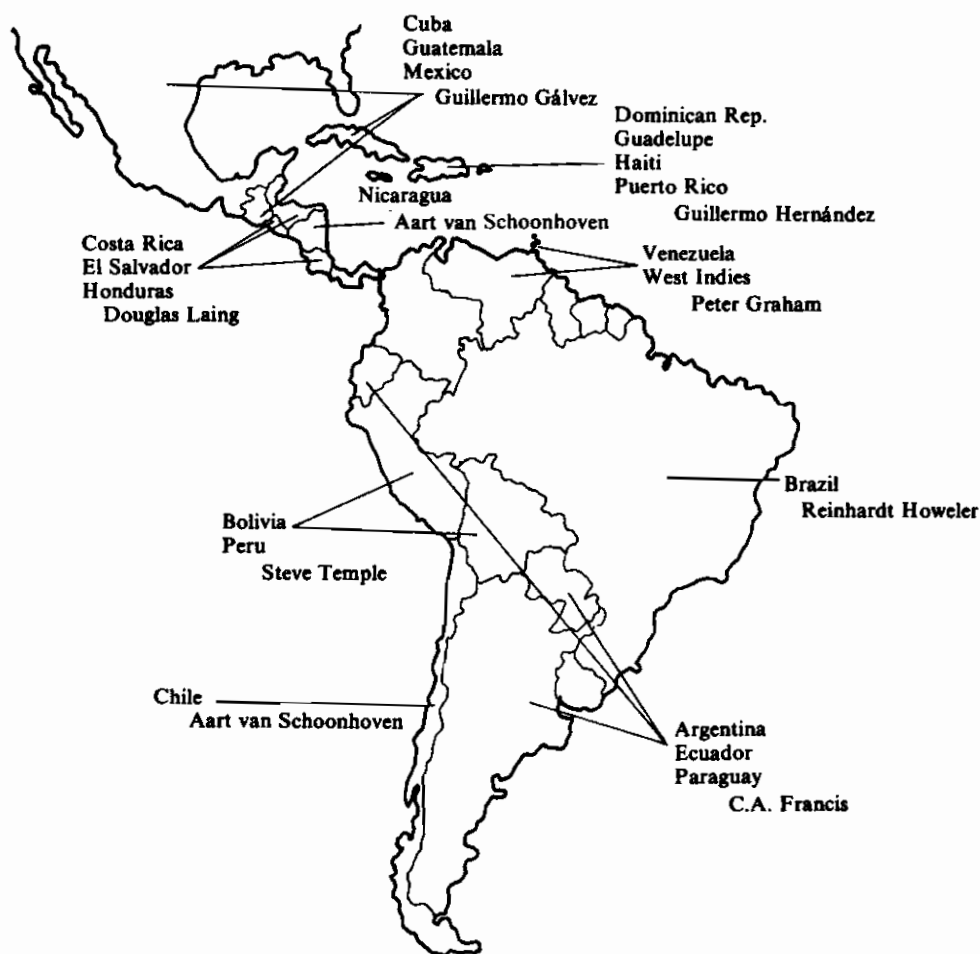 Cuba
Guatemala
Mexico
Guillermo Gálvez
Dominican Rep.
Guadelupe
Haiti
Puerto Rico
Guillermo Hernández
Nicaragua
Aart van Schoonhoven
Costa Rica
El Salvador
Honduras
Douglas Laing
Venezuela
West Indies
Peter Graham
Brazil
Reinhardt Howeler
Bolivia
Peru
Steve Temple
Chile
Aart van Schoonhoven
Argentina
Ecuador
Paraguay
C.A. Francis